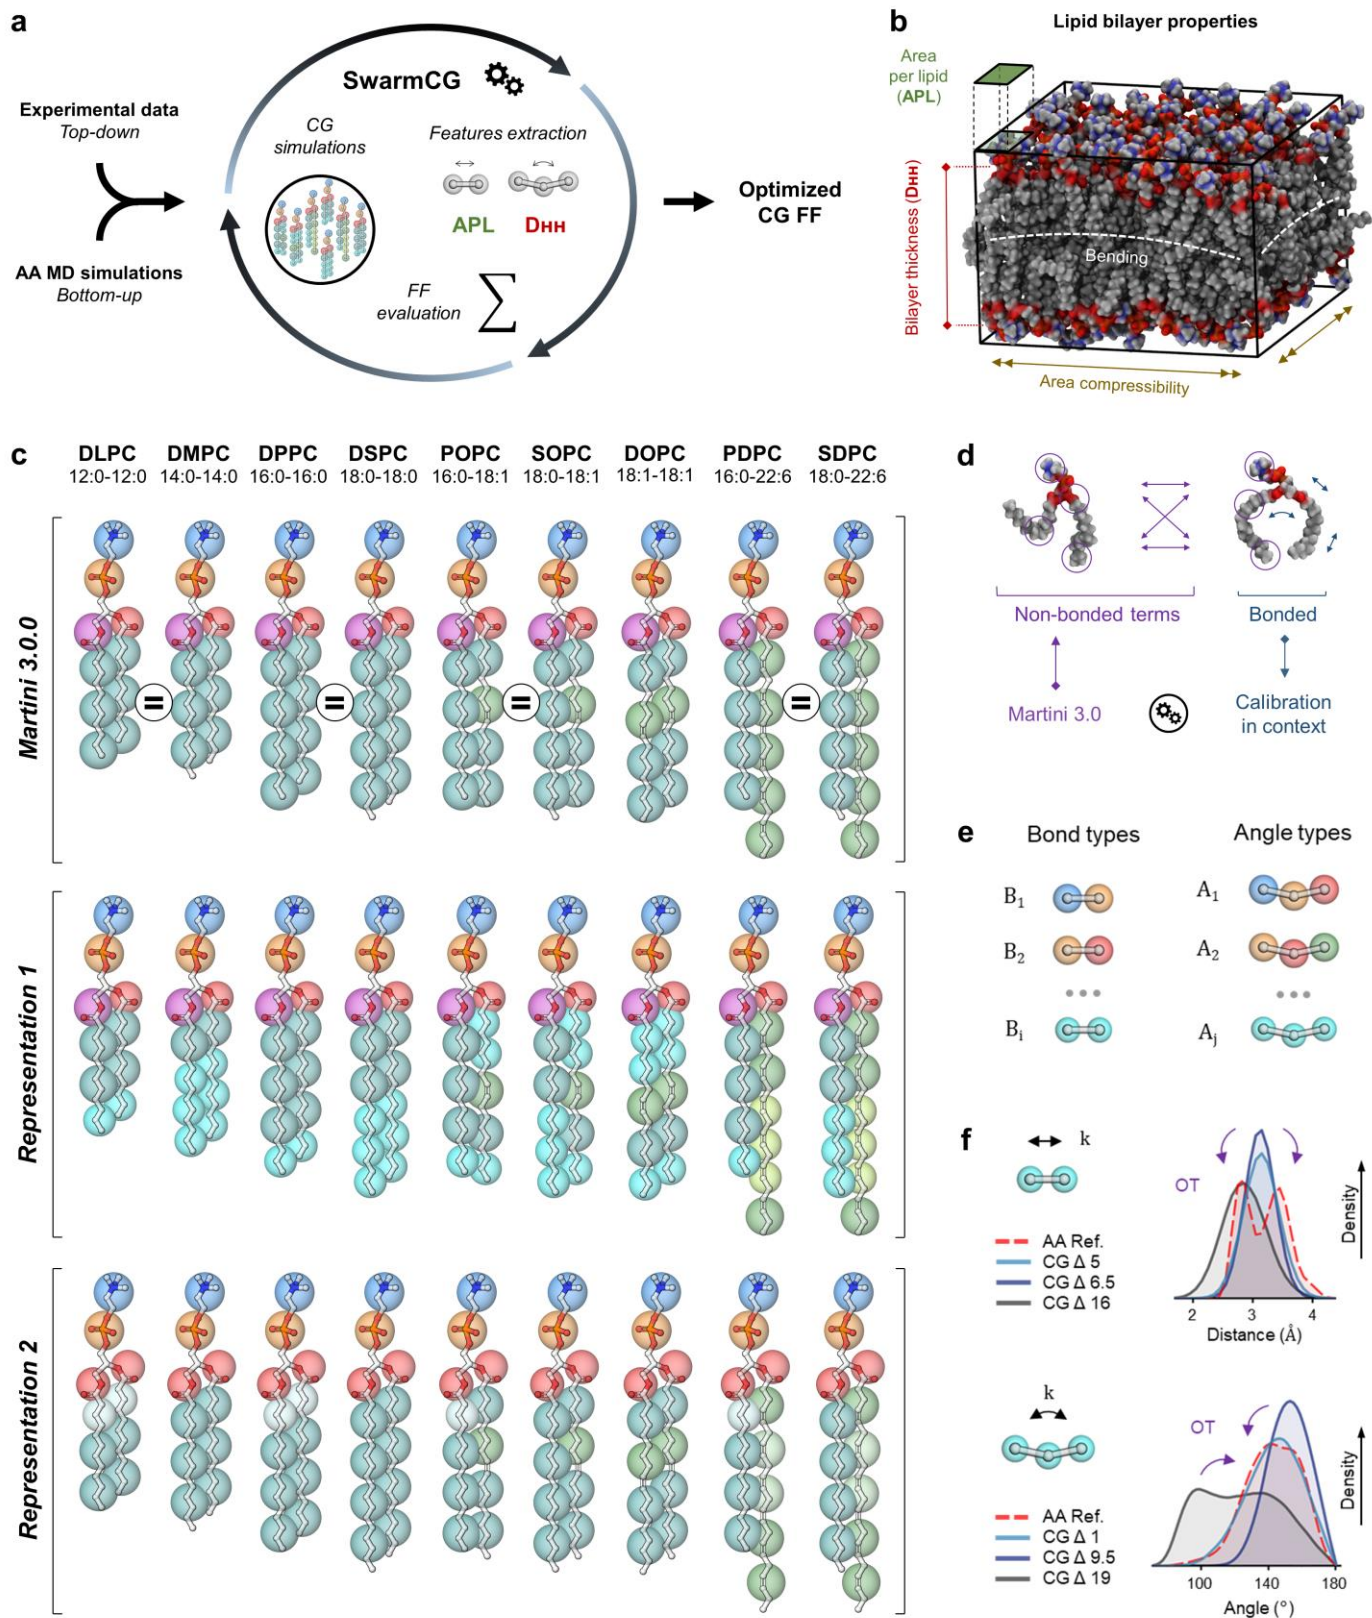 a
SwarmCG
Experimental data
Top-down
AA MD simulations
Bottom-up
CG
simulations
Features extraction
APL
DHH
FF
evaluation
∑
Optimized
CG FF
b
Lipid bilayer properties
Area
per lipid
(APL)
Bilayer thickness (DHH)
Bending
Area compressibility
c
DLPC DMPC DPPC DSPC POPC SOPC DOPC PDPC SDPC
12:0-12:0 14:0-14:0 16:0-16:0 18:0-18:0 16:0-18:1 18:0-18:1 18:1-18:1 16:0-22:6 18:0-22:6
Martini 3.0.0
= = = =
Representation 1
Representation 2
d
Non-bonded terms
Bonded
Martini 3.0
Calibration
in context
e
Bond types
Angle types
B1
A1
B2
A2
Bi
Aj
f
k
OT
AA Ref.
CG Δ 5
CG Δ 6.5
CG Δ 16
Density
2 3 4
Distance (Å)
k
OT
AA Ref.
CG Δ 1
CG Δ 9.5
CG Δ 19
Density
100 140 180
Angle (°)